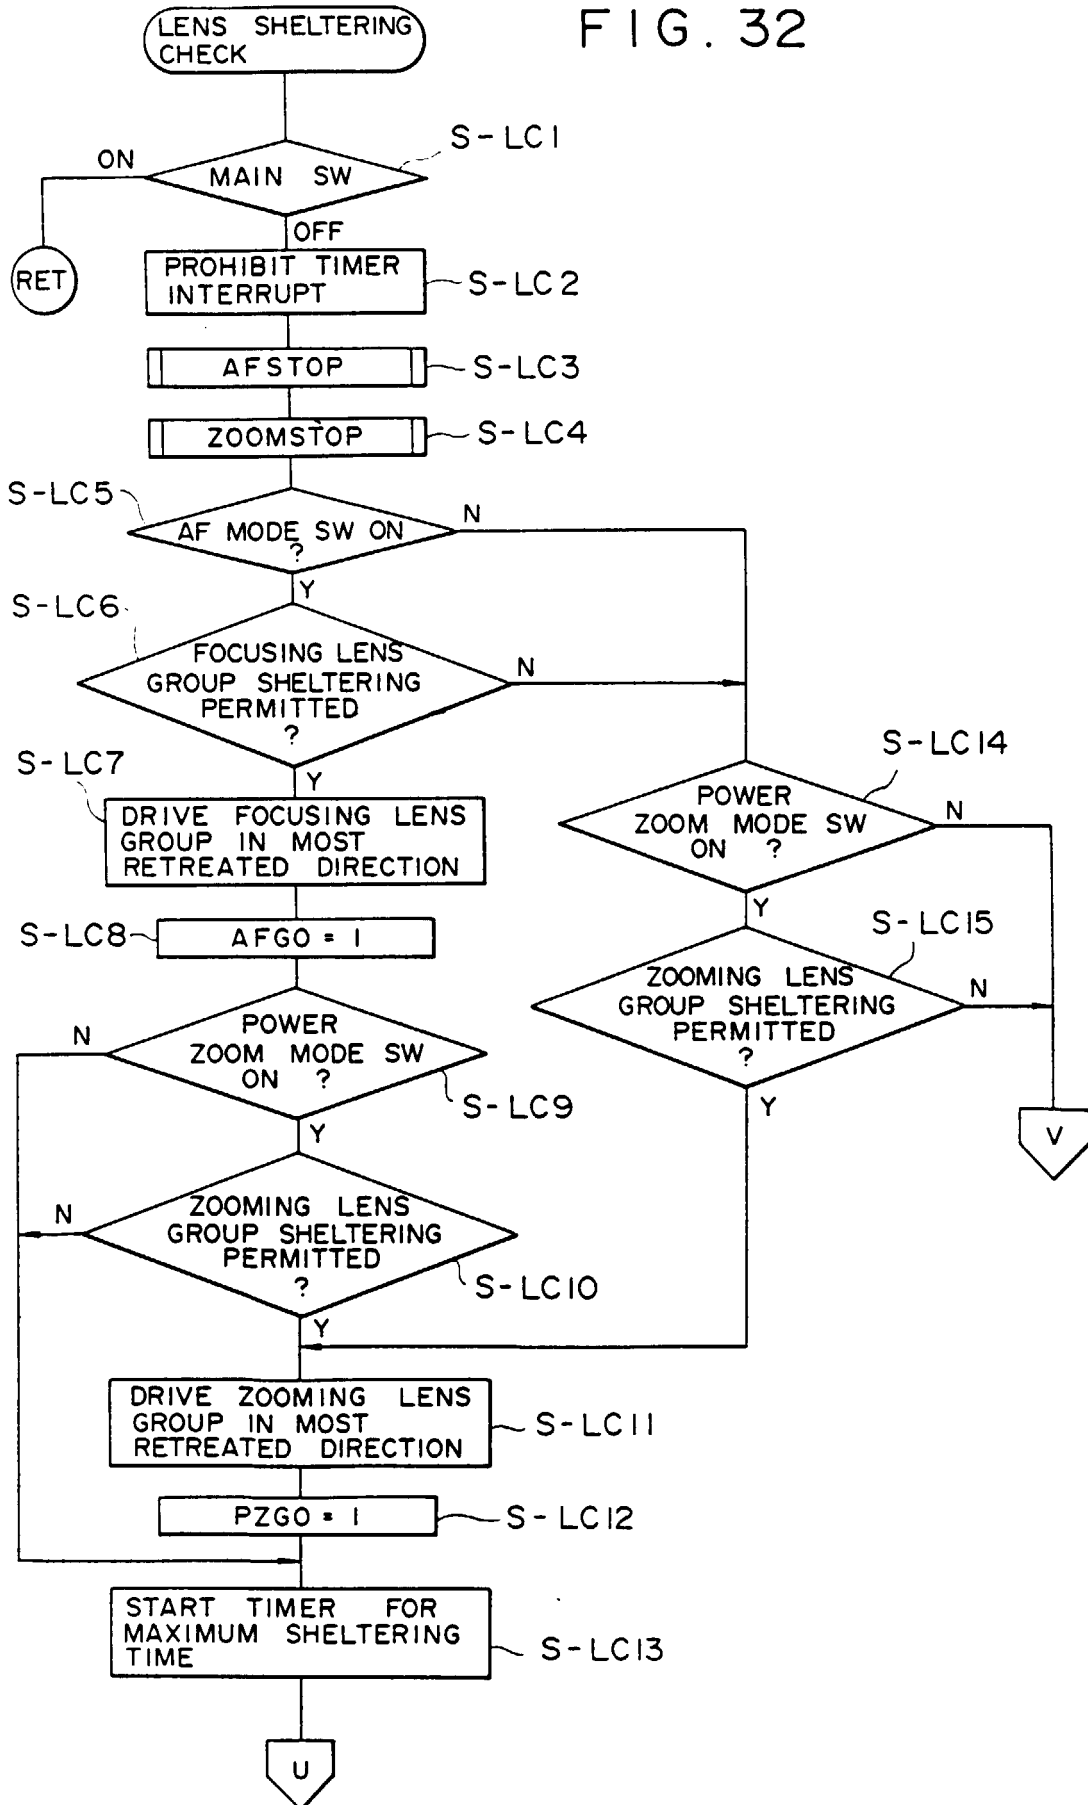 FIG. 32
LENS SHELTERING
CHECK
S-LC1
ON
MAIN SW
OFF
RET
PROHIBIT TIMER
INTERRUPT
S-LC2
AFSTOP
S-LC3
ZOOMSTOP
S-LC4
S-LC5
AF MODE SW ON
?
N
Y
S-LC6
FOCUSING LENS
GROUP SHELTERING
PERMITTED
?
N
Y
S-LC7
DRIVE FOCUSING LENS
GROUP IN MOST
RETREATED DIRECTION
S-LC14
POWER
ZOOM MODE SW
ON ?
N
Y
S-LC8
AFGO = 1
S-LC15
ZOOMING LENS
GROUP SHELTERING
PERMITTED
?
N
Y
V
POWER
ZOOM MODE SW
ON ?
N
S-LC9
Y
ZOOMING LENS
GROUP SHELTERING
PERMITTED
?
N
S-LC10
Y
DRIVE ZOOMING LENS
GROUP IN MOST
RETREATED DIRECTION
S-LC11
PZGO = 1
S-LC12
START TIMER FOR
MAXIMUM SHELTERING
TIME
S-LC13
U